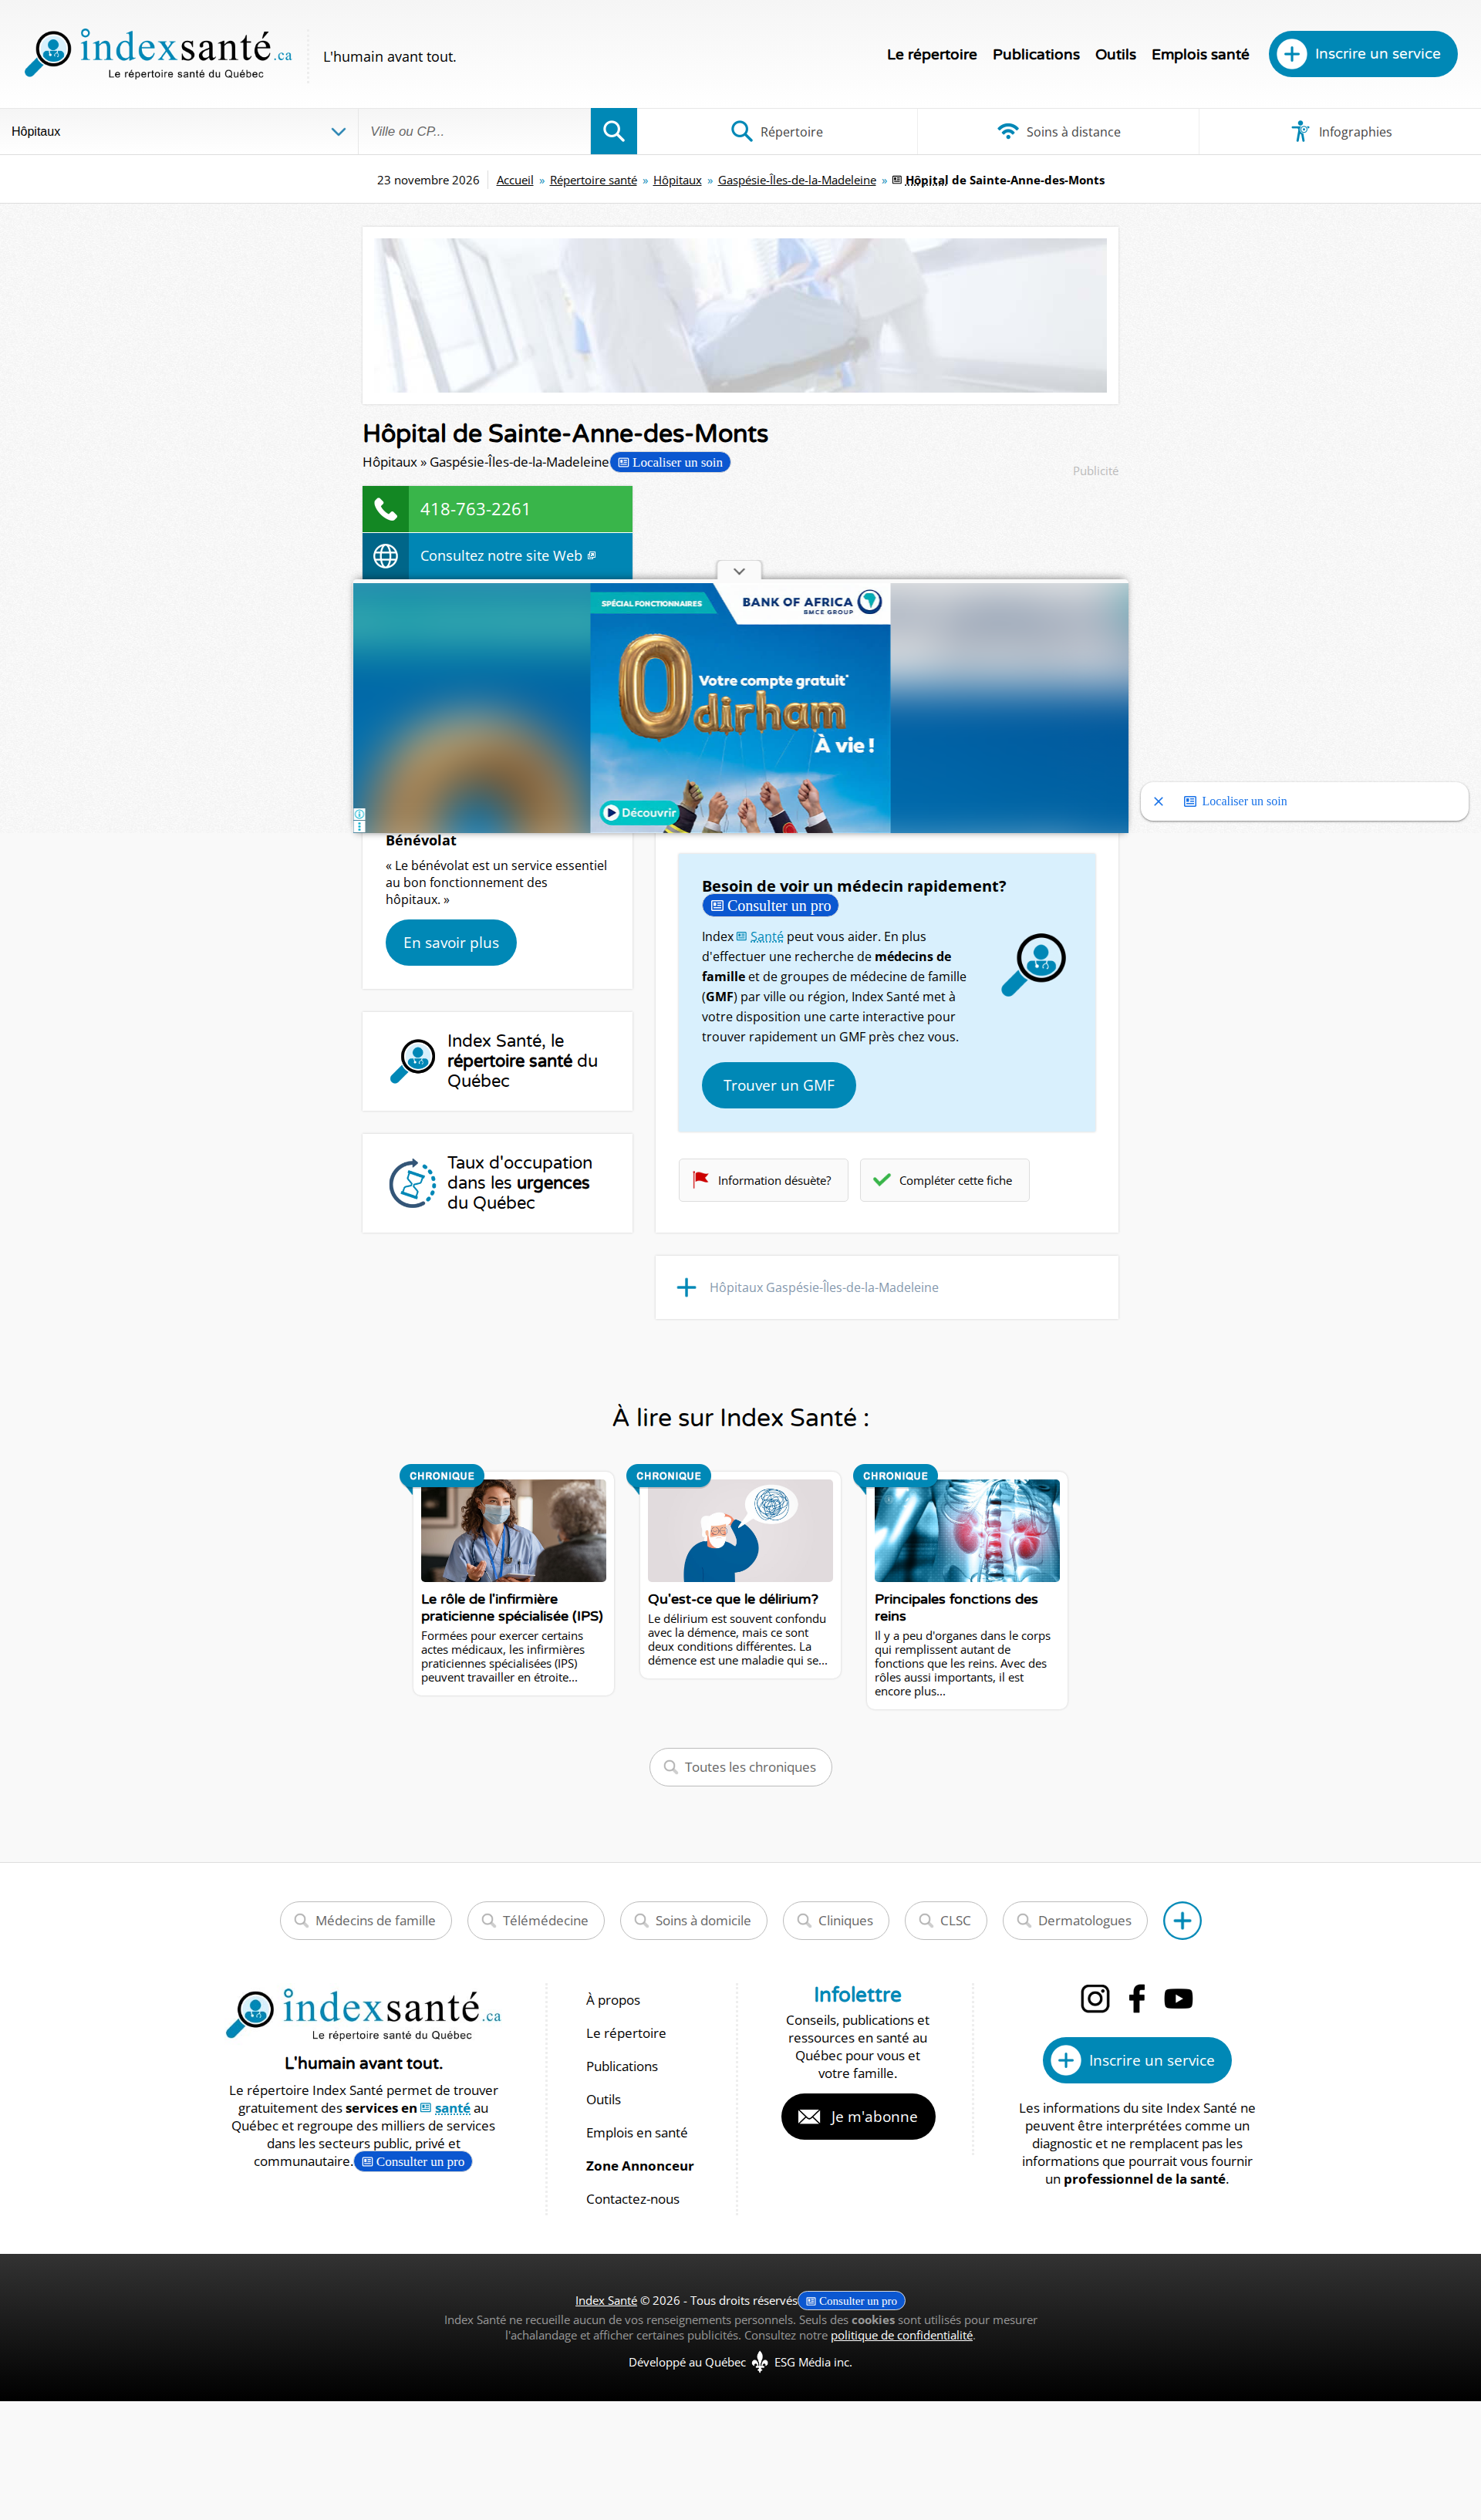 indexsanté.ca
Le répertoire santé du Québec
L'humain avant tout.
Le répertoire
Publications
Outils
Emplois santé
Inscrire un service
Hôpitaux
Ville ou CP...
Répertoire
Soins à distance
Infographies
23 novembre 2026
Accueil » Répertoire santé » Hôpitaux » Gaspésie-Îles-de-la-Madeleine » Hôpital de Sainte-Anne-des-Monts
Hôpital de Sainte-Anne-des-Monts
Hôpitaux » Gaspésie-Îles-de-la-Madeleine Localiser un soin
Publicité
418-763-2261
Consultez notre site Web
SPÉCIAL FONCTIONNAIRES
BANK OF AFRICA
BMCE GROUP
Votre compte gratuit*
0 dirham
À vie !
Découvrir
Localiser un soin
Bénévolat
« Le bénévolat est un service essentiel
au bon fonctionnement des
hôpitaux. »
En savoir plus
Index Santé, le
répertoire santé du
Québec
Taux d'occupation
dans les urgences
du Québec
Besoin de voir un médecin rapidement?
Consulter un pro
Index Santé peut vous aider. En plus
d'effectuer une recherche de médecins de
famille et de groupes de médecine de famille
(GMF) par ville ou région, Index Santé met à
votre disposition une carte interactive pour
trouver rapidement un GMF près chez vous.
Trouver un GMF
Information désuète?
Compléter cette fiche
Hôpitaux Gaspésie-Îles-de-la-Madeleine
À lire sur Index Santé :
CHRONIQUE
Le rôle de l'infirmière
praticienne spécialisée (IPS)
Formées pour exercer certains
actes médicaux, les infirmières
praticiennes spécialisées (IPS)
peuvent travailler en étroite...
CHRONIQUE
Qu'est-ce que le délirium?
Le délirium est souvent confondu
avec la démence, mais ce sont
deux conditions différentes. La
démence est une maladie qui se...
CHRONIQUE
Principales fonctions des
reins
Il y a peu d'organes dans le corps
qui remplissent autant de
fonctions que les reins. Avec des
rôles aussi importants, il est
encore plus...
Toutes les chroniques
Médecins de famille
Télémédecine
Soins à domicile
Cliniques
CLSC
Dermatologues
indexsanté.ca
Le répertoire santé du Québec
L'humain avant tout.
Le répertoire Index Santé permet de trouver
gratuitement des services en santé au
Québec et regroupe des milliers de services
dans les secteurs public, privé et
communautaire. Consulter un pro
À propos
Le répertoire
Publications
Outils
Emplois en santé
Zone Annonceur
Contactez-nous
Infolettre
Conseils, publications et
ressources en santé au
Québec pour vous et
votre famille.
Je m'abonne
Inscrire un service
Les informations du site Index Santé ne
peuvent être interprétées comme un
diagnostic et ne remplacent pas les
informations que pourrait vous fournir
un professionnel de la santé.
Index Santé © 2026 - Tous droits réservés Consulter un pro
Index Santé ne recueille aucun de vos renseignements personnels. Seuls des cookies sont utilisés pour mesurer
l'achalandage et afficher certaines publicités. Consultez notre politique de confidentialité.
Développé au Québec ESG Média inc.